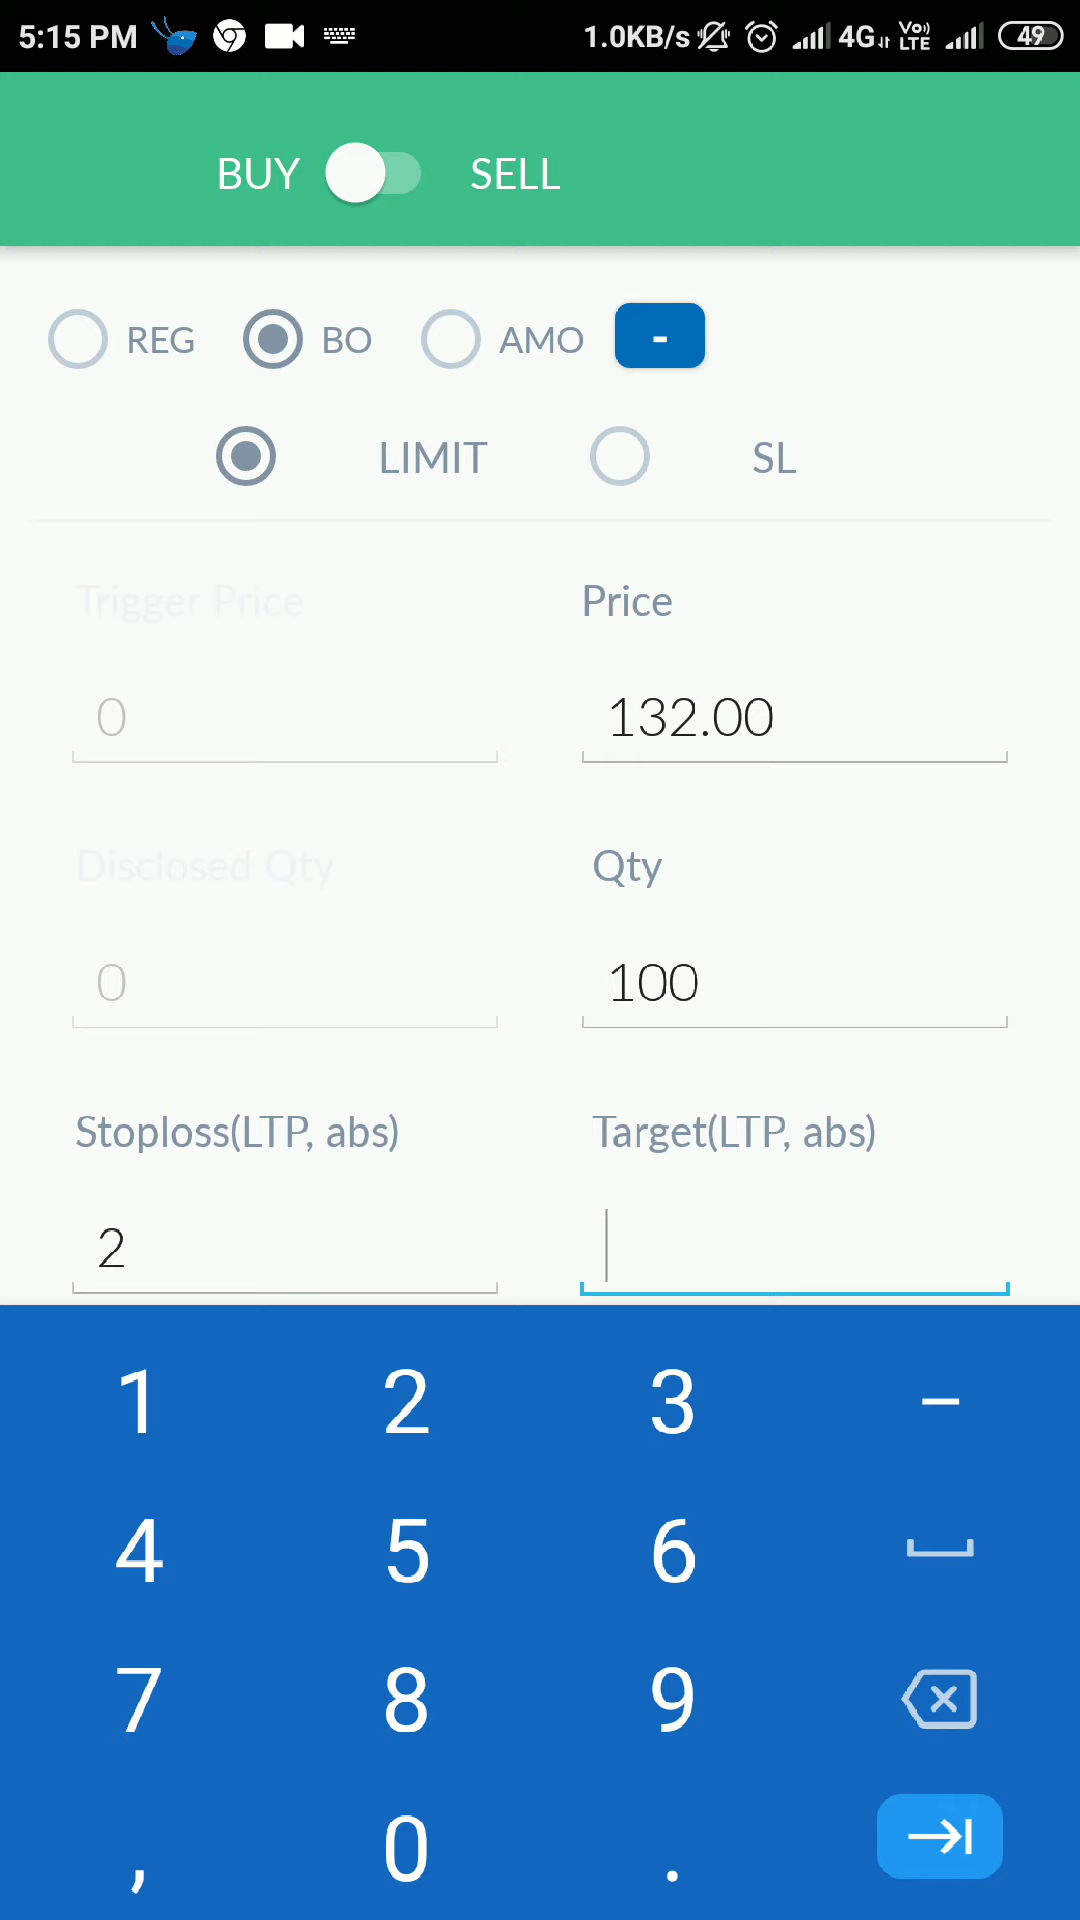 5:15 PM 1.0KB/s 4G Vo)) LTE 49
BUY SELL
REG BO AMO -
LIMIT SL
Trigger Price Price
0 132.00
Disclosed Qty Qty
0 100
Stoploss(LTP, abs) Target(LTP, abs)
2
1 2 3 –
4 5 6
7 8 9
, 0 .